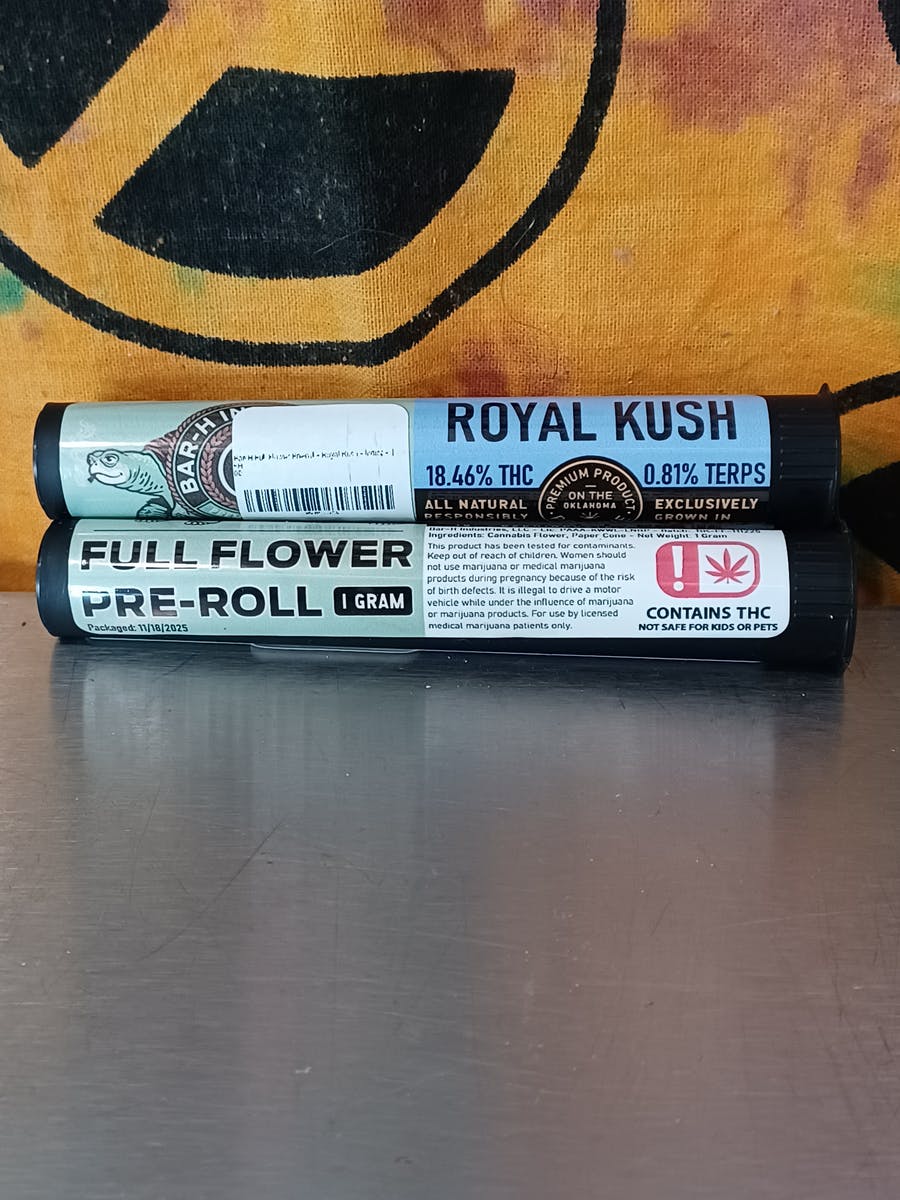 BAR-H
ROYAL KUSH
18.46% THC
0.81% TERPS
ALL NATURAL
RESPONSIBLY
PREMIUM PRODUCT
ON THE
OKLAHOMA
EXCLUSIVELY
GROWN IN
FULL FLOWER
PRE-ROLL 1 GRAM
Packaged: 11/18/2025
Bar-H Industries, LLC - Lic
Ingredients: Cannabis Flower, Paper Cone - Net Weight: 1 Gram
This product has been tested for contaminants.
Keep out of reach of children. Women should
not use marijuana or medical marijuana
products during pregnancy because of the risk
of birth defects. It is illegal to drive a motor
vehicle while under the influence of marijuana
or marijuana products. For use by licensed
medical marijuana patients only.
!
CONTAINS THC
NOT SAFE FOR KIDS OR PETS